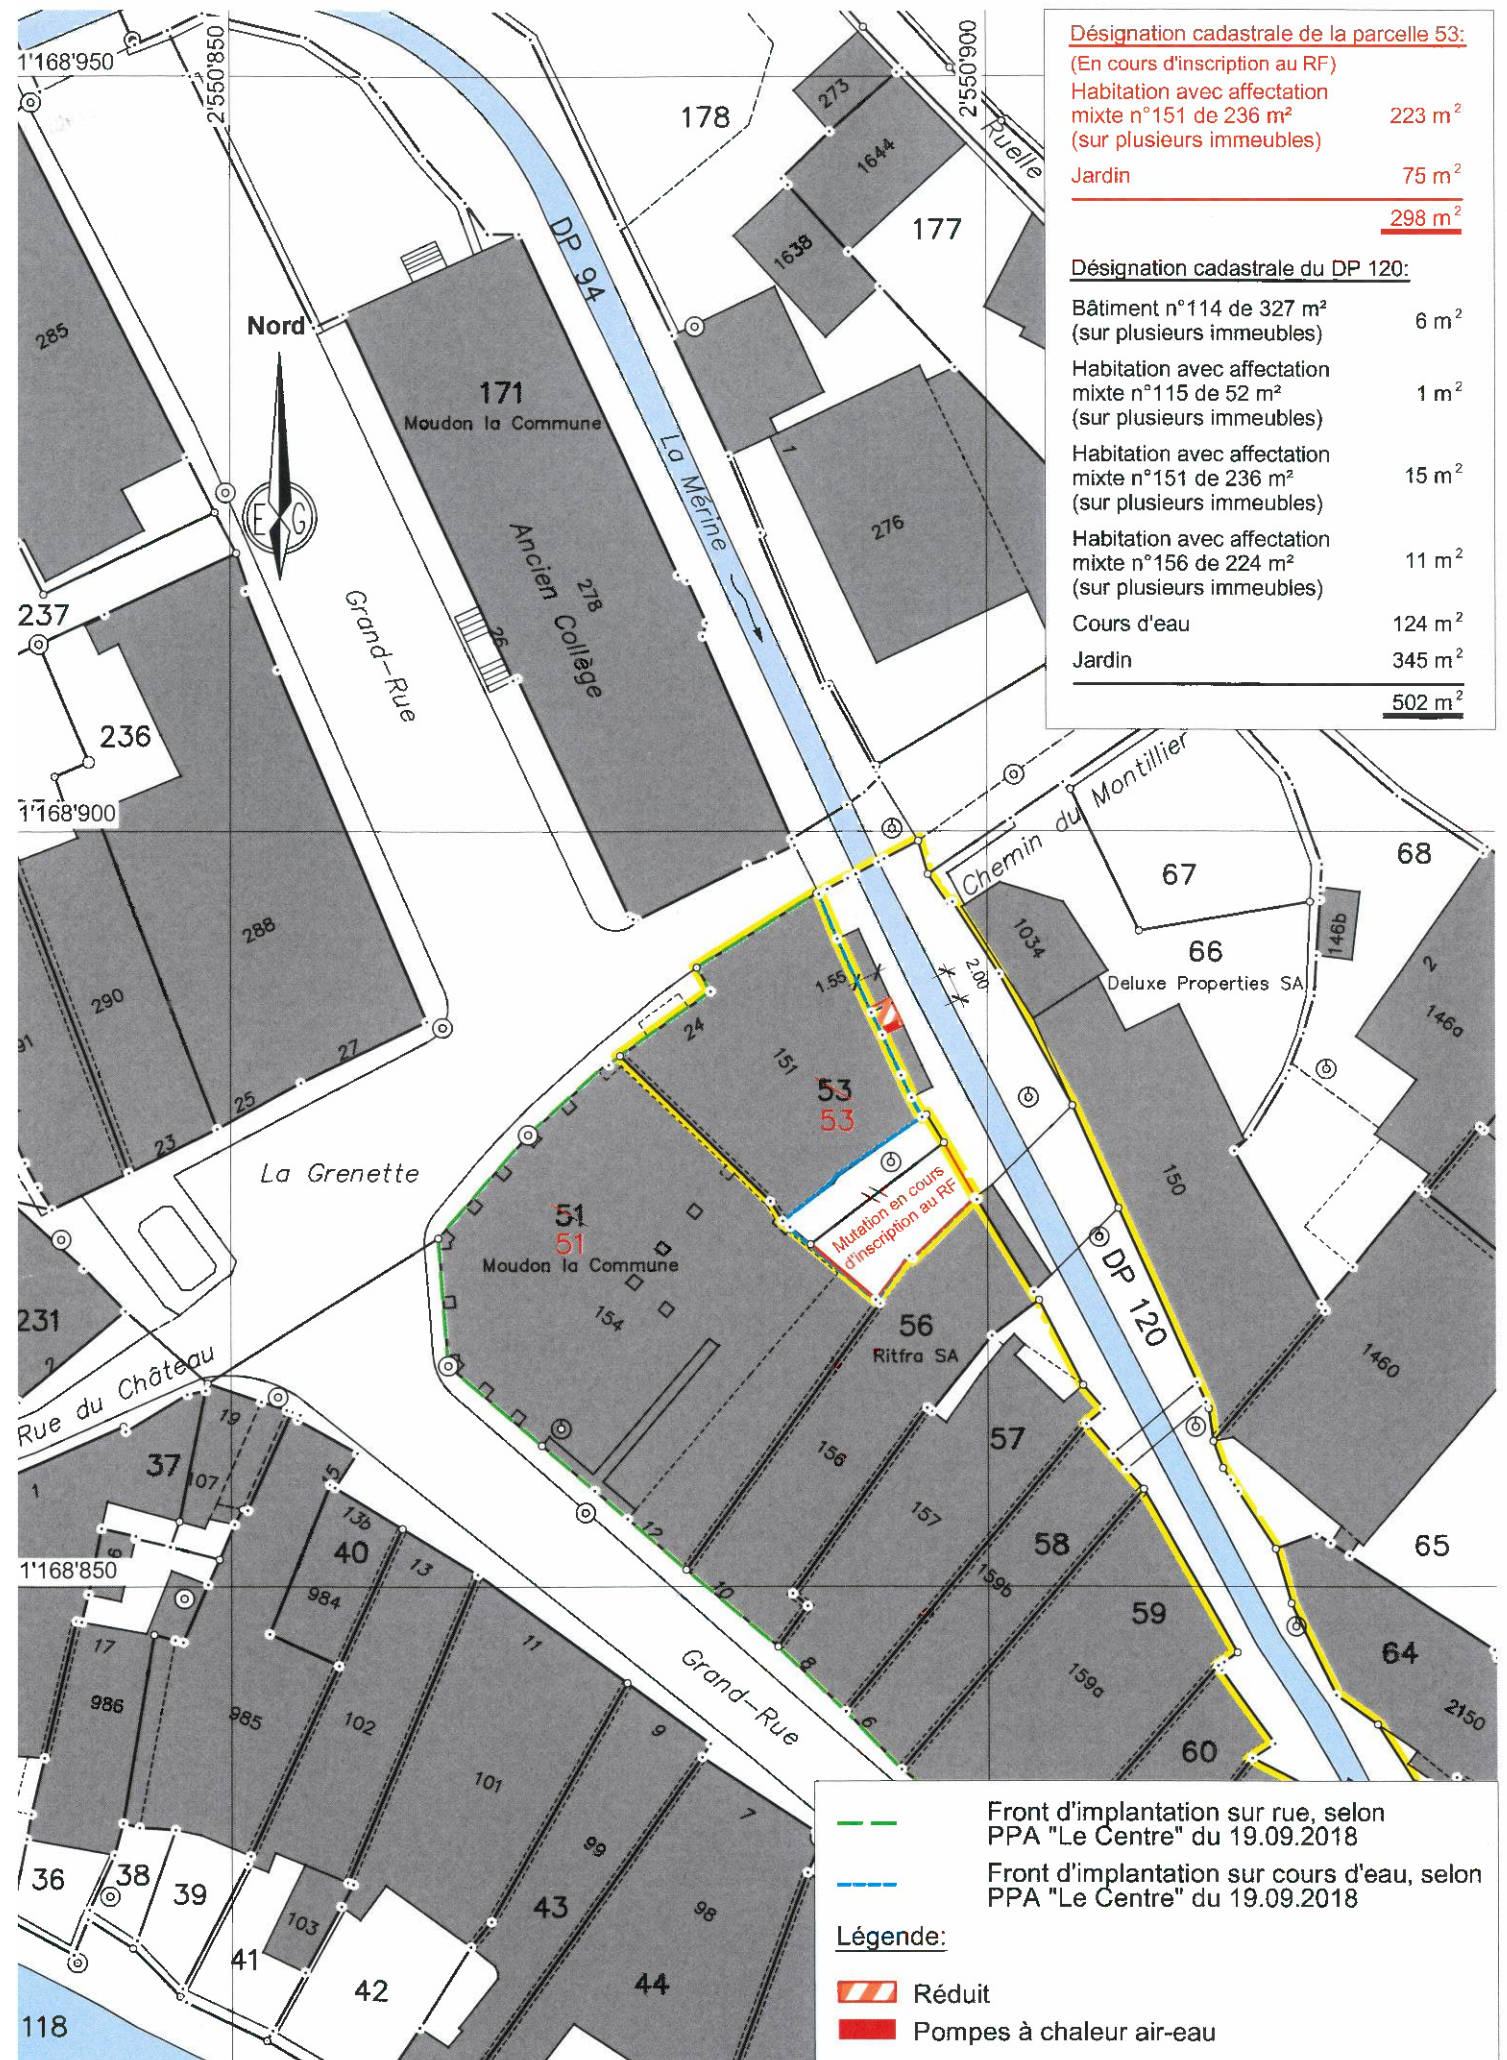 Désignation cadastrale de la parcelle 53:
(En cours d'inscription au RF)
Habitation avec affectation
mixte n°151 de 236 m² 223 m²
(sur plusieurs immeubles)
Jardin 75 m²
298 m²
Désignation cadastrale du DP 120:
Bâtiment n°114 de 327 m²
(sur plusieurs immeubles) 6 m²
Habitation avec affectation
mixte n°115 de 52 m² 1 m²
(sur plusieurs immeubles)
Habitation avec affectation
mixte n°151 de 236 m² 15 m²
(sur plusieurs immeubles)
Habitation avec affectation
mixte n°156 de 224 m² 11 m²
(sur plusieurs immeubles)
Cours d'eau 124 m²
Jardin 345 m²
502 m²
1'168'950
2'550'850
2'550'900
178
273
1644
Ruelle
177
1638
DP 94
285
Nord
E G
171
Moudon la Commune
La Mérine
1
276
Ancien Collège
278
26
Grand-Rue
237
236
1'168'900
Chemin du Montillier
67
68
66
Deluxe Properties SA
1034
146b
2
146a
288
290
91
27
25
23
2.00
1.55
24
151
53
53
150
La Grenette
51
51
Moudon la Commune
154
Mutation en cours
d'inscription au RF
DP 120
56
Ritfra SA
1460
231
2
Rue du Château
19
37
107
1
15
13b
40
13
984
6
12
156
57
157
10
58
159b
65
1'168'850
59
159a
64
2150
60
8
6
Grand-Rue
17
986
985
102
11
101
9
7
99
98
36
38
39
103
41
42
43
44
118
Front d'implantation sur rue, selon
PPA "Le Centre" du 19.09.2018
Front d'implantation sur cours d'eau, selon
PPA "Le Centre" du 19.09.2018
Légende:
Réduit
Pompes à chaleur air-eau